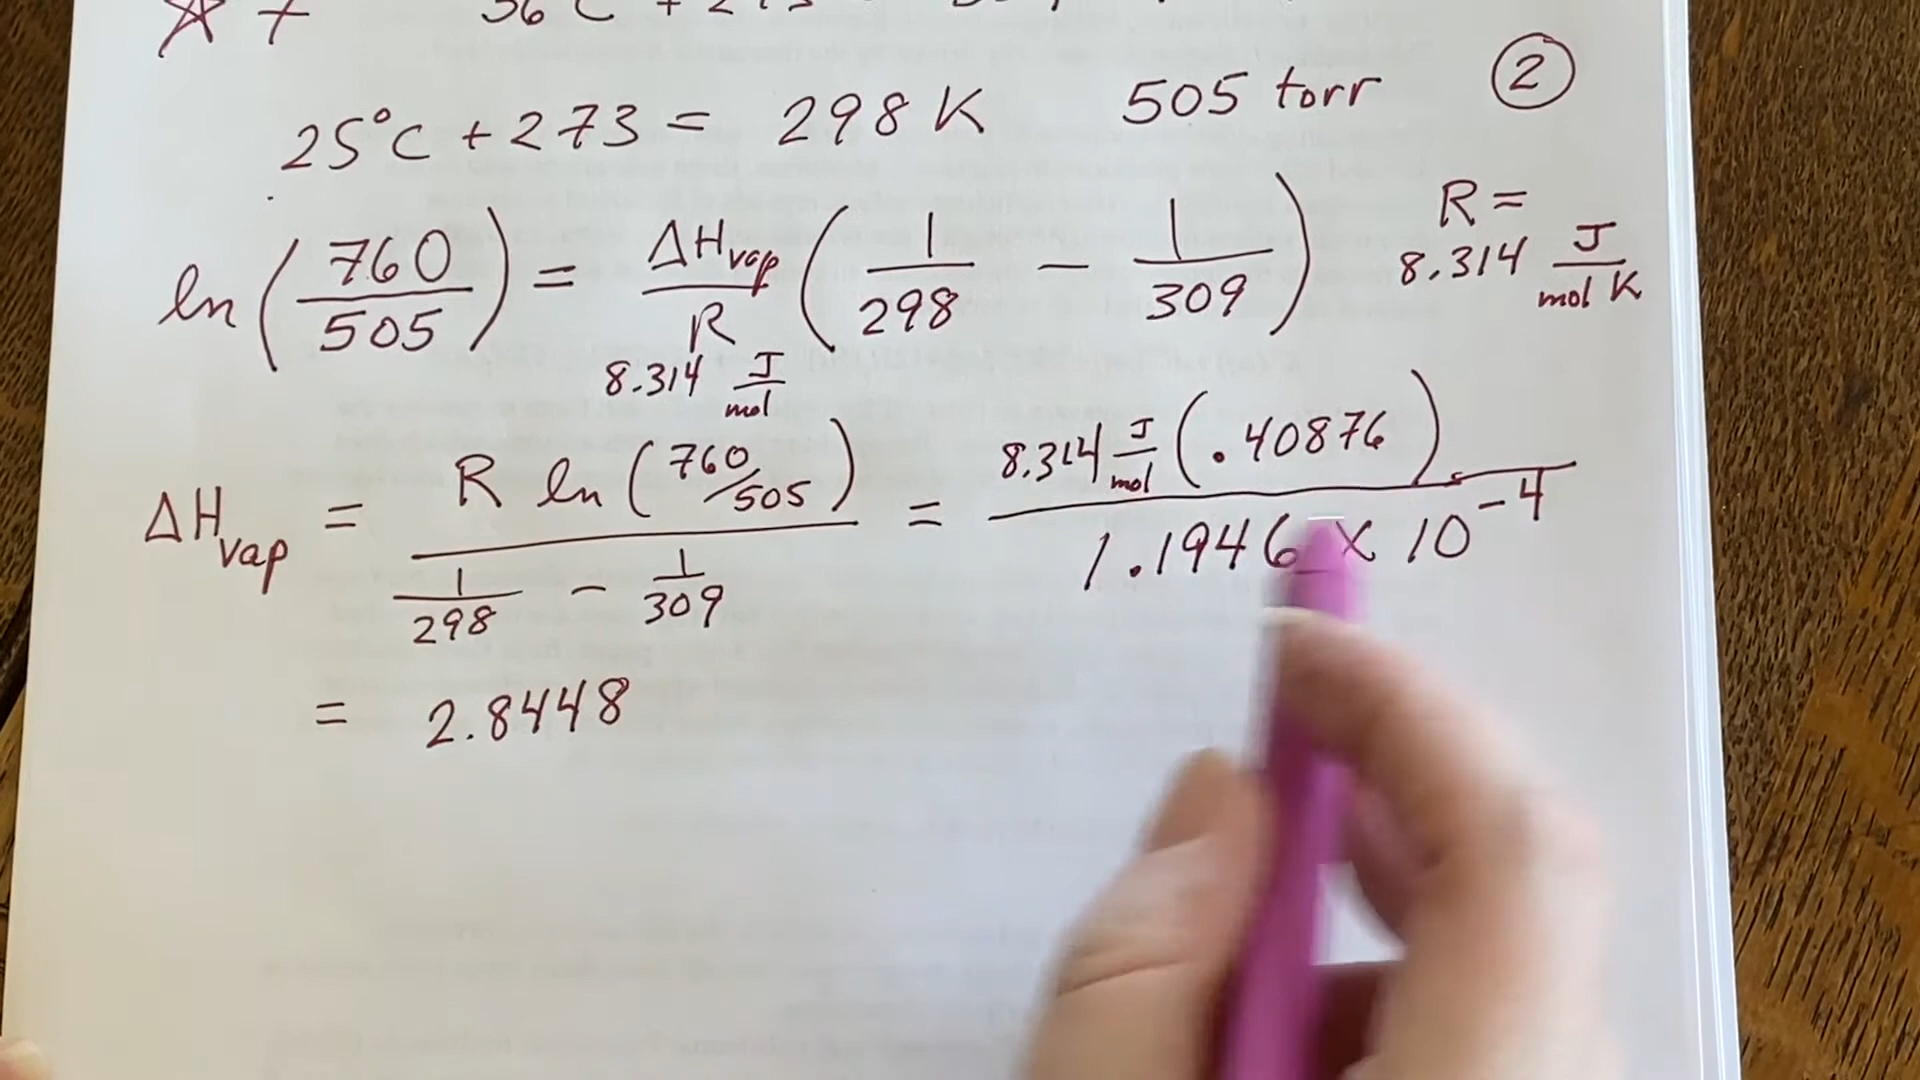 25°C + 273 = 298 K 505 torr ②
ln(760/505) = ΔHvap/R (1/298 − 1/309) R = 8.314 J/mol K
8.314 J/mol
ΔHvap = R ln(760/505) / (1/298 − 1/309) = 8.314 J/mol (.40876) / 1.1946 x 10⁻⁴
= 2.8448